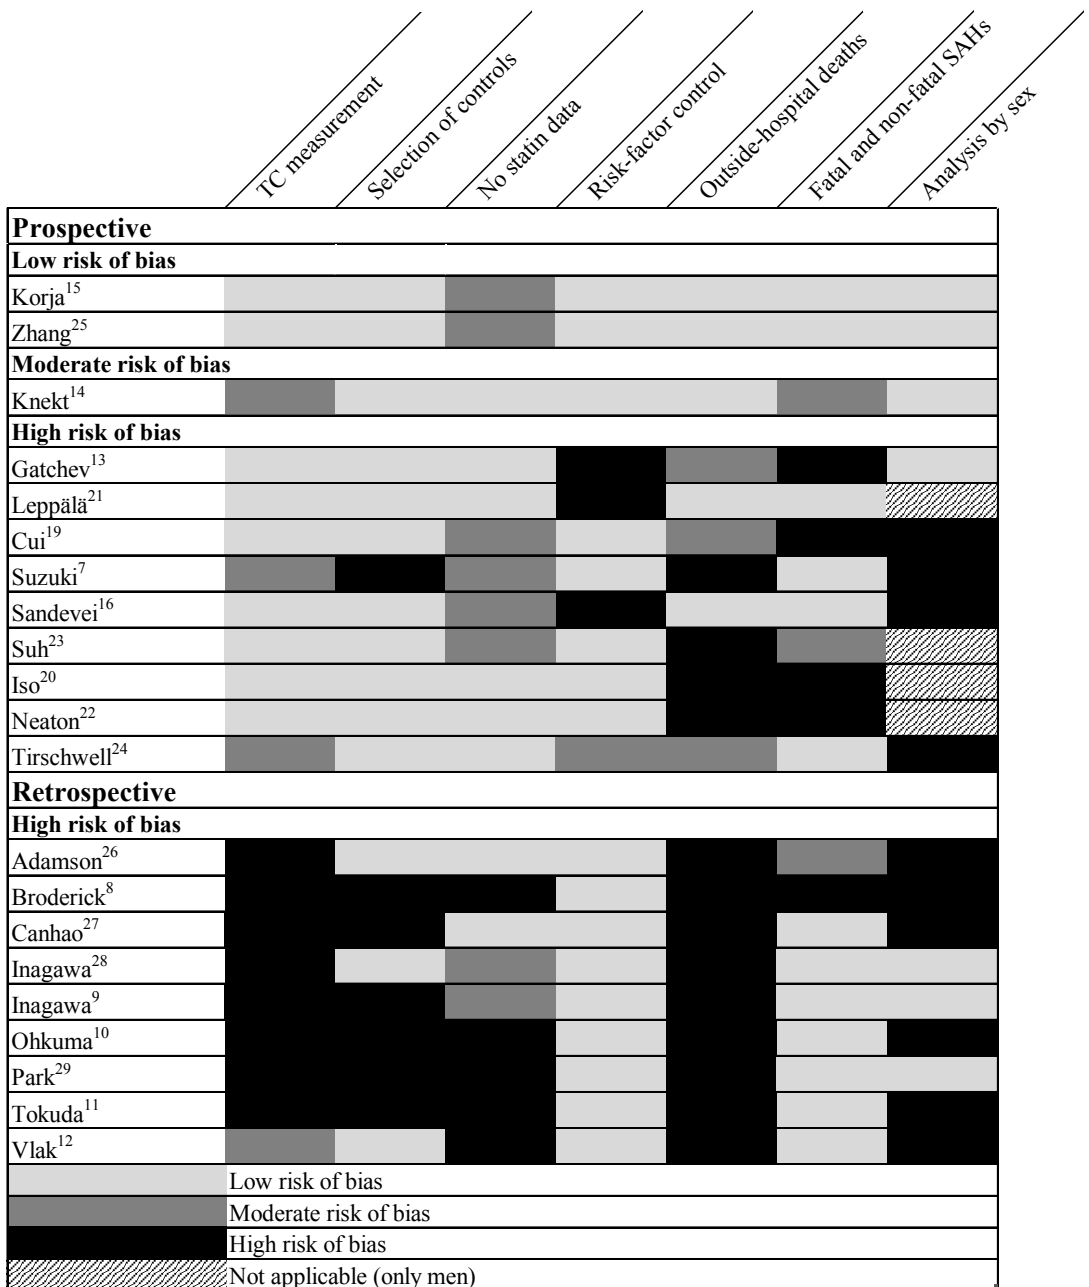 TC measurement
Selection of controls
No statin data
Risk-factor control
Outside-hospital deaths
Fatal and non-fatal SAHs
Analysis by sex
Prospective
Low risk of bias
Korja15
Zhang25
Moderate risk of bias
Knekt14
High risk of bias
Gatchev13
Leppälä21
Cui19
Suzuki7
Sandevei16
Suh23
Iso20
Neaton22
Tirschwell24
Retrospective
High risk of bias
Adamson26
Broderick8
Canhao27
Inagawa28
Inagawa9
Ohkuma10
Park29
Tokuda11
Vlak12
Low risk of bias
Moderate risk of bias
High risk of bias
Not applicable (only men)